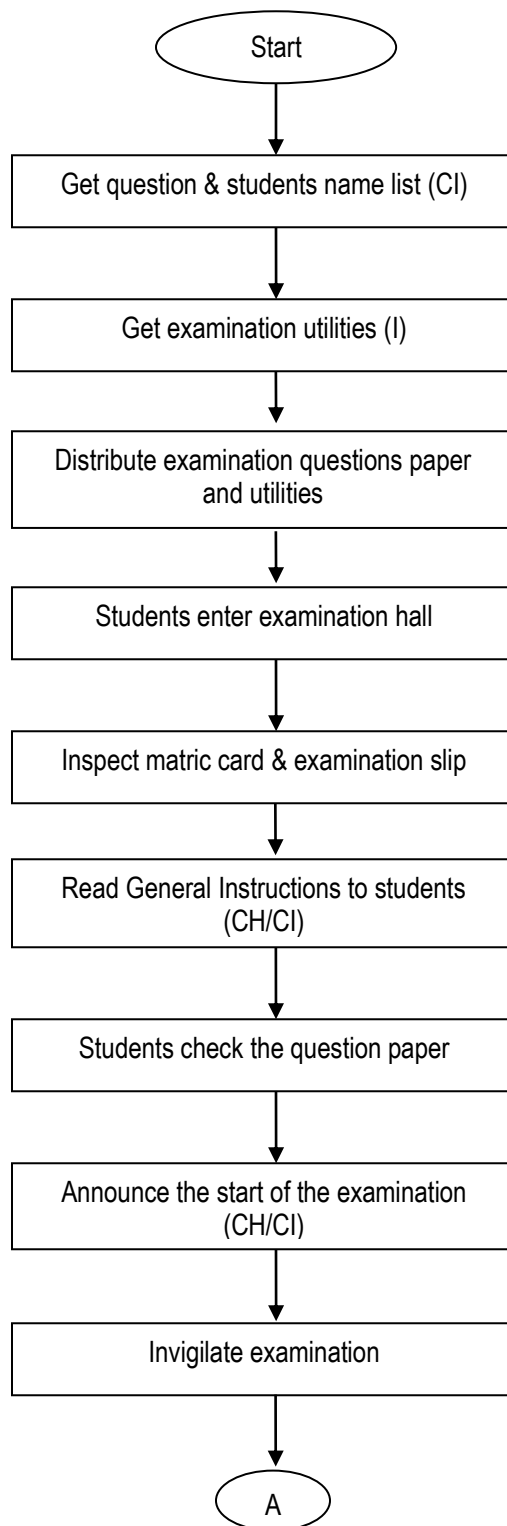 Start
Get question & students name list (CI)
Get examination utilities (I)
Distribute examination questions paper
and utilities
Students enter examination hall
Inspect matric card & examination slip
Read General Instructions to students
(CH/CI)
Students check the question paper
Announce the start of the examination
(CH/CI)
Invigilate examination
A